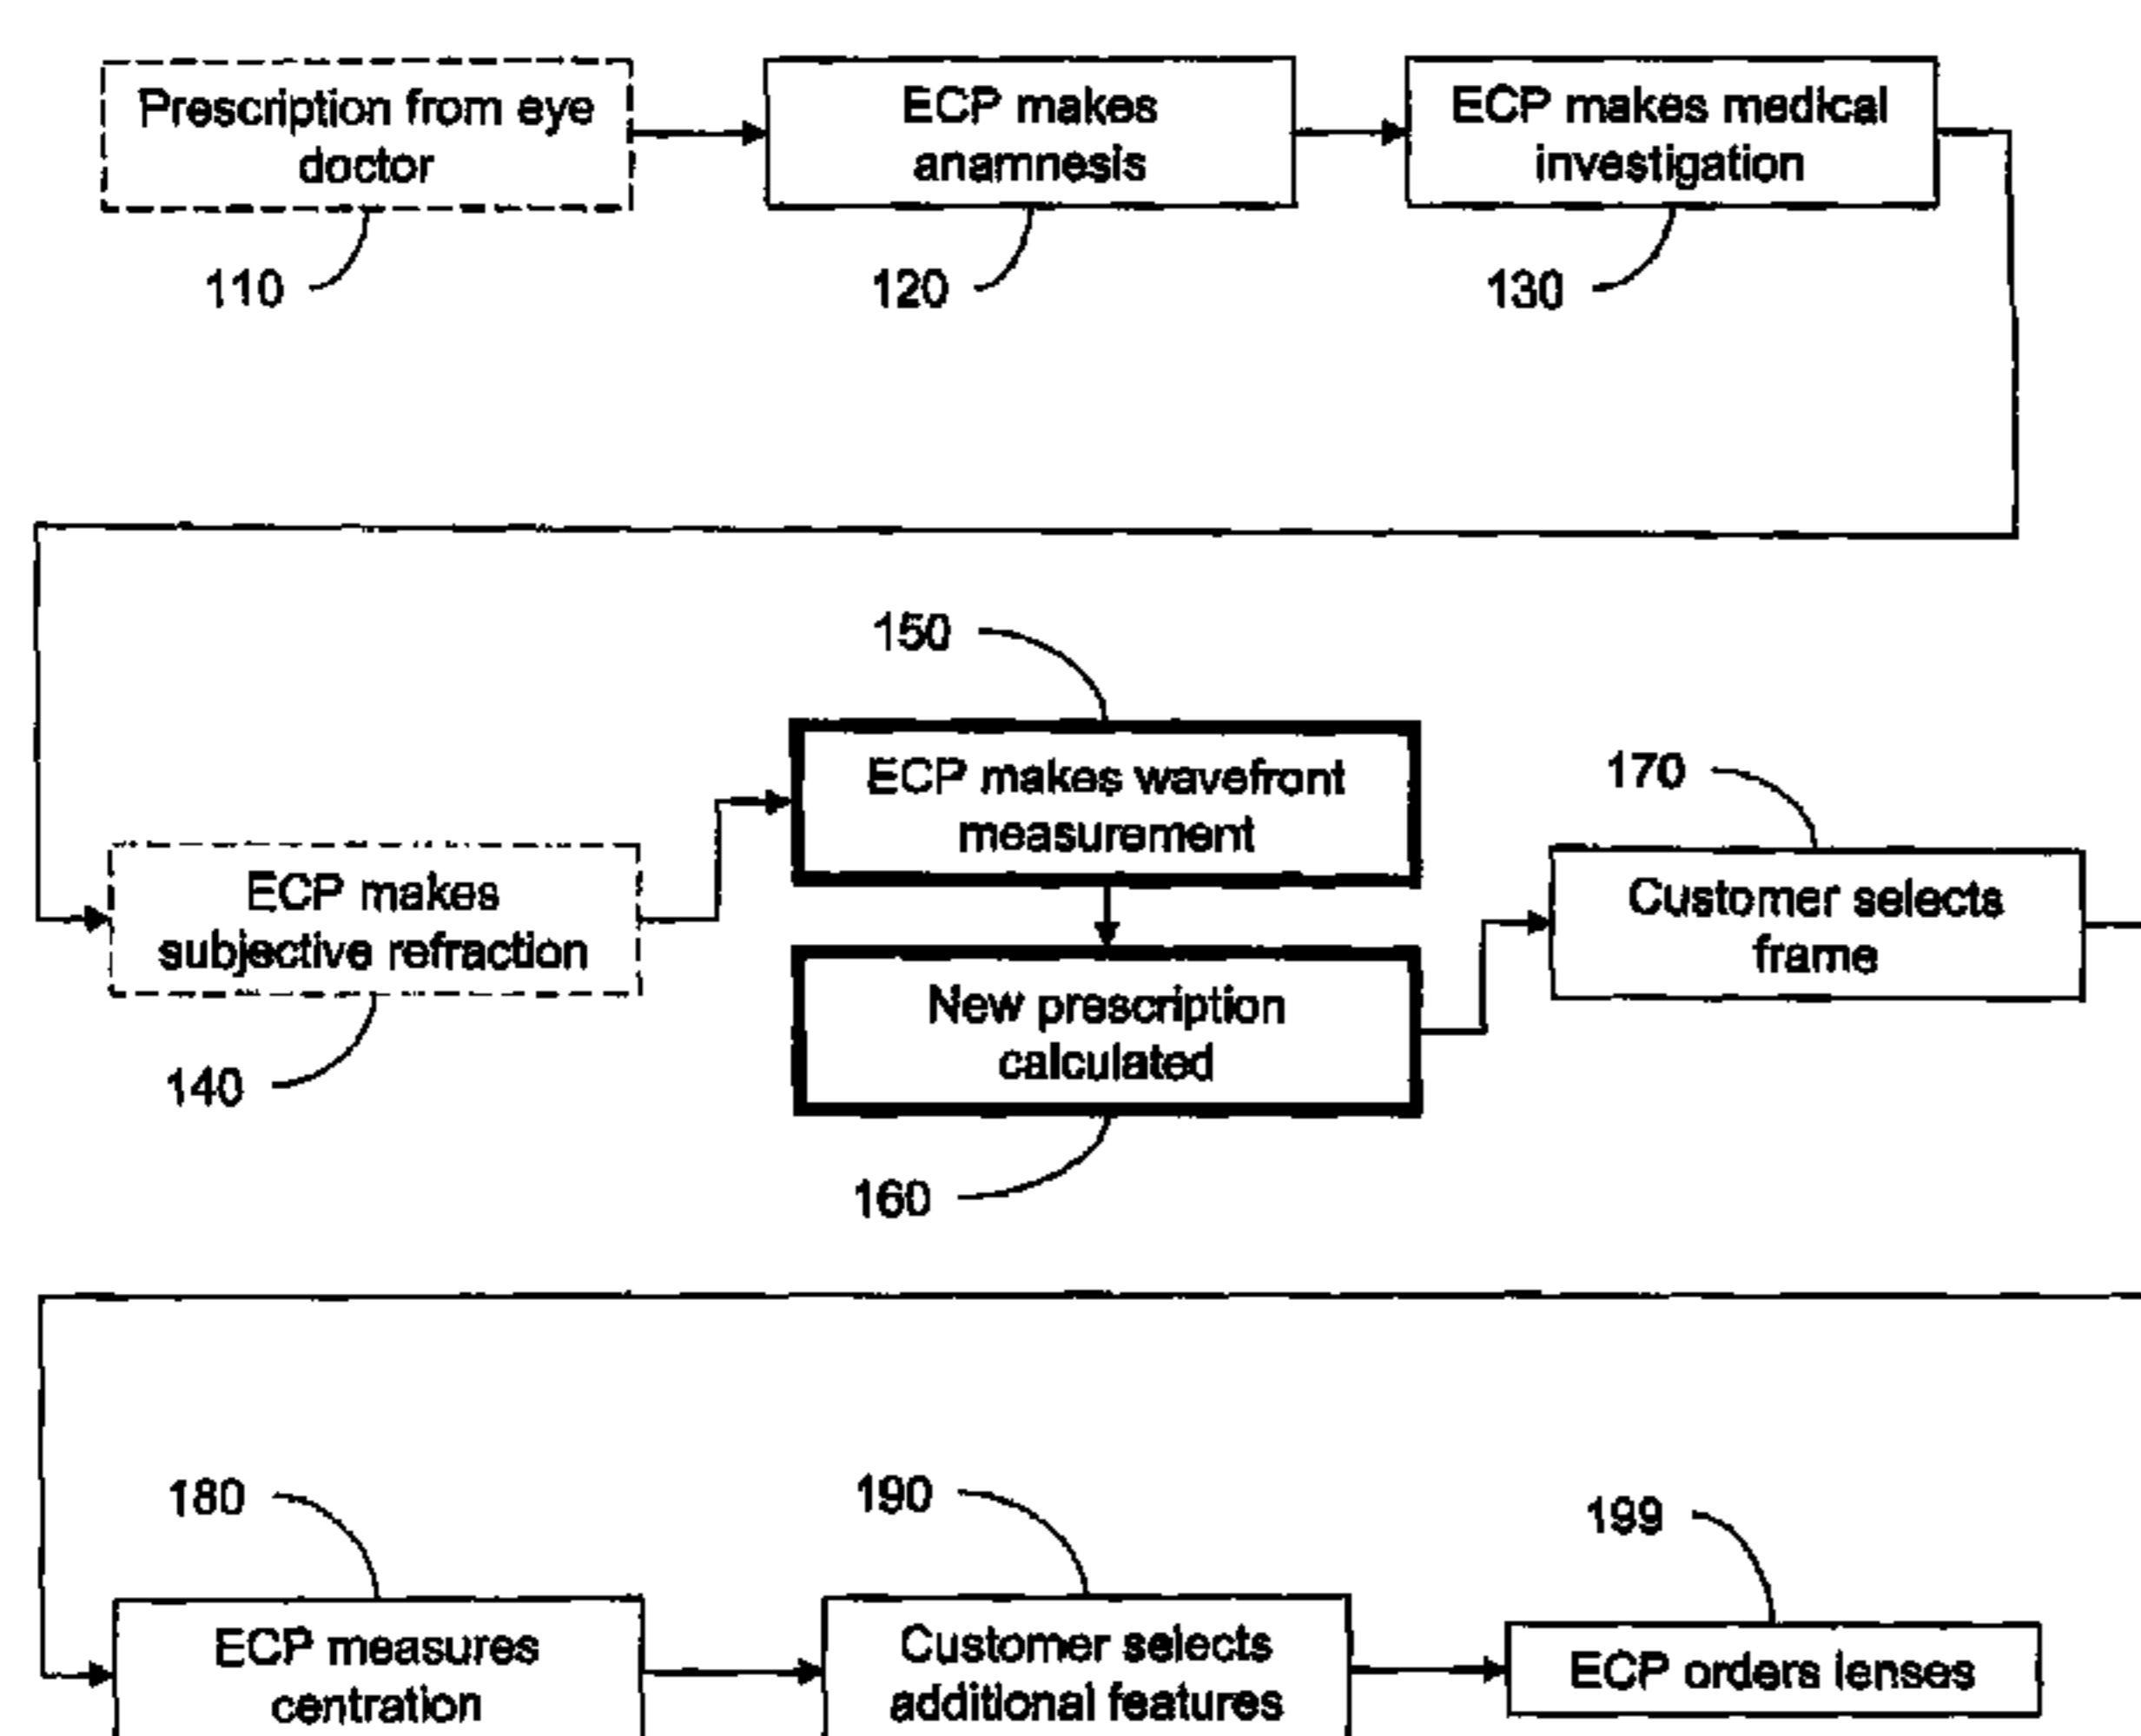 Prescription from eye
doctor
110
ECP makes
anamnesis
120
ECP makes medical
investigation
130
ECP makes
subjective refraction
140
150
ECP makes wavefront
measurement
New prescription
calculated
160
170
Customer selects
frame
180
ECP measures
centration
190
Customer selects
additional features
199
ECP orders lenses